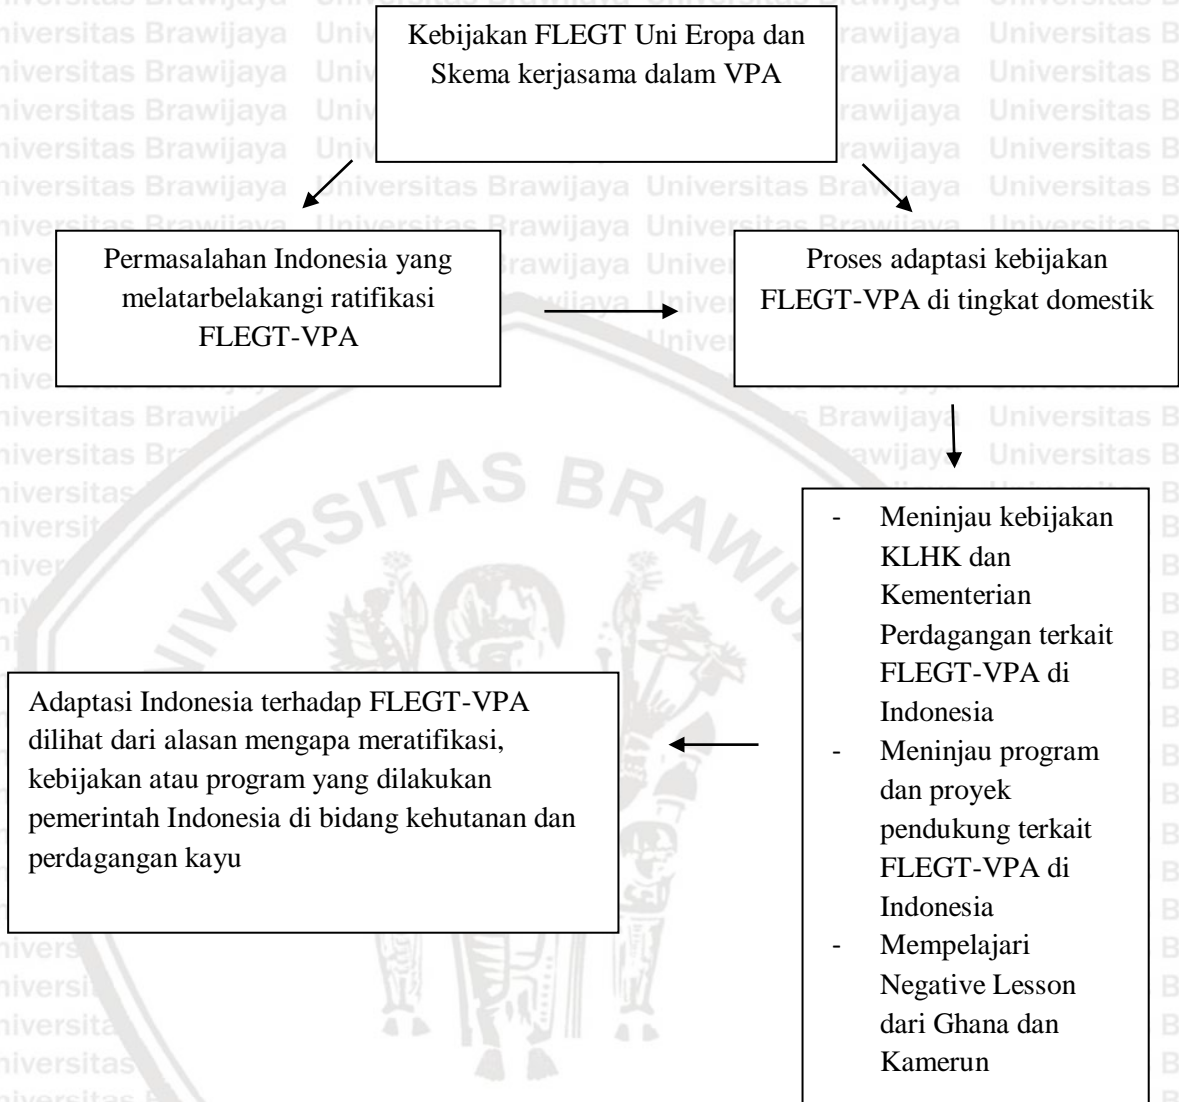 Kebijakan FLEGT Uni Eropa dan
Skema kerjasama dalam VPA
Permasalahan Indonesia yang
melatarbelakangi ratifikasi
FLEGT-VPA
Proses adaptasi kebijakan
FLEGT-VPA di tingkat domestik
- Meninjau kebijakan
KLHK dan
Kementerian
Perdagangan terkait
FLEGT-VPA di
Indonesia
- Meninjau program
dan proyek
pendukung terkait
FLEGT-VPA di
Indonesia
- Mempelajari
Negative Lesson
dari Ghana dan
Kamerun
Adaptasi Indonesia terhadap FLEGT-VPA
dilihat dari alasan mengapa meratifikasi,
kebijakan atau program yang dilakukan
pemerintah Indonesia di bidang kehutanan dan
perdagangan kayu